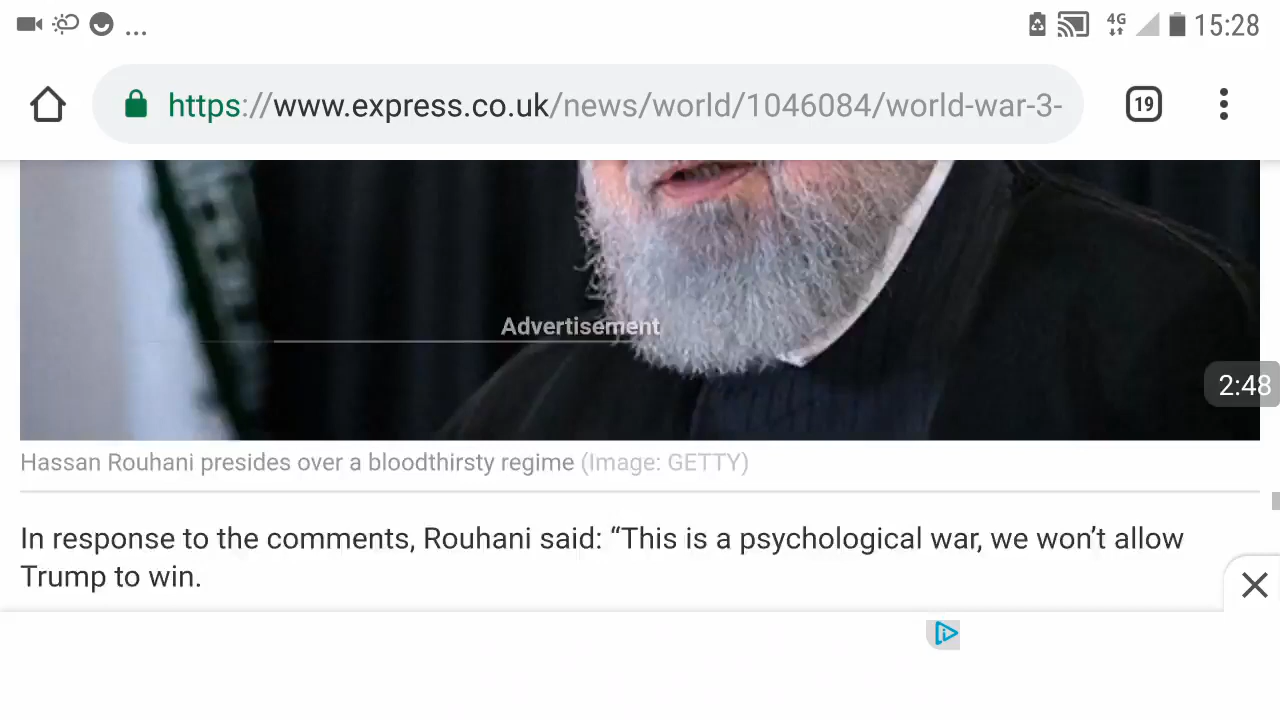 ... 4G 15:28
https://www.express.co.uk/news/world/1046084/world-war-3-
19
Advertisement
2:48
Hassan Rouhani presides over a bloodthirsty regime (Image: GETTY)
In response to the comments, Rouhani said: “This is a psychological war, we won’t allow
Trump to win.